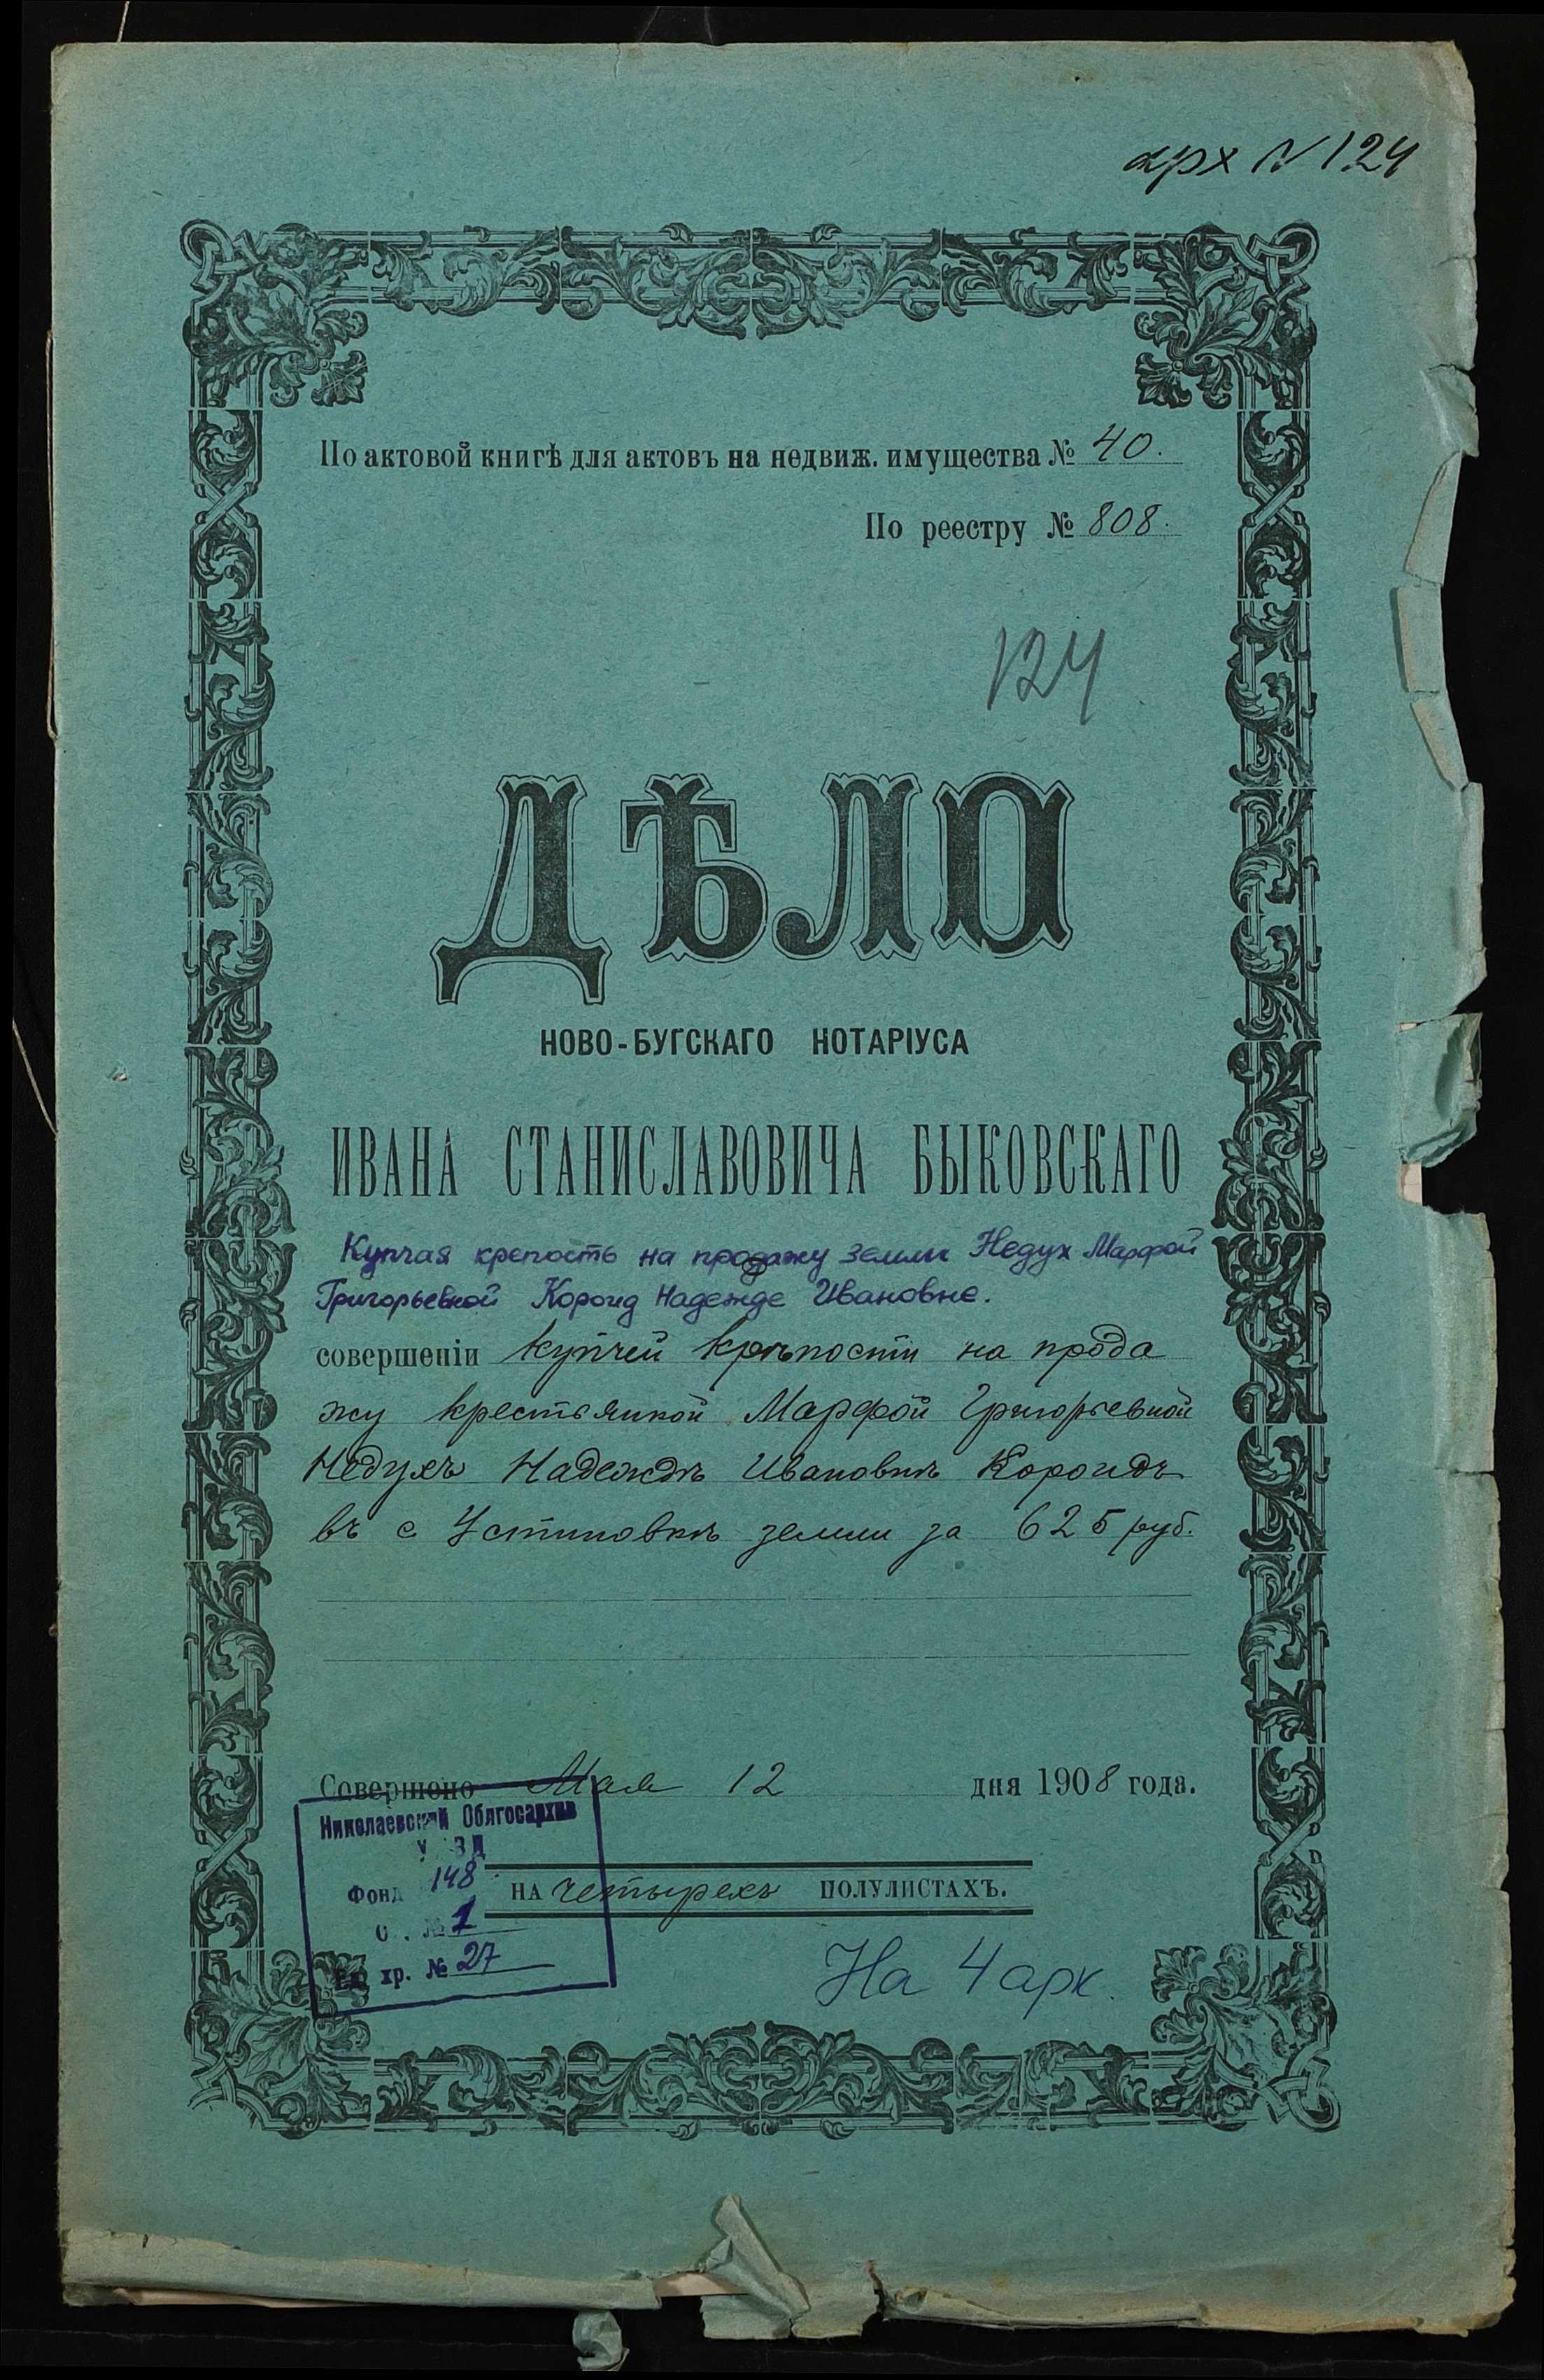 арх N 124
По актовой книгѣ для актовъ на недвиж. имущества № 40.
По реестру № 808.
124
ДѢЛО
НОВО-БУГСКАГО НОТАРІУСА
ИВАНА СТАНИСЛАВОВИЧА БЫКОВСКАГО
Купчая крепость на продажу земли Недух Марфой
Григорьевной Короид Надежде Ивановне.
совершеніи купчей крѣпости на прода
жу крестьянкой Марфой Григорьевной
Недухъ Надеждѣ Ивановнѣ Короидъ
въ с Устиновкѣ земли за 625 руб.
Совершено Мая 12 дня 1908 года.
Николаевский Облгосархив
Фонд 148
№ 1
хр. № 27
НА четырехъ ПОЛУЛИСТАХЪ.
На 4 арк.